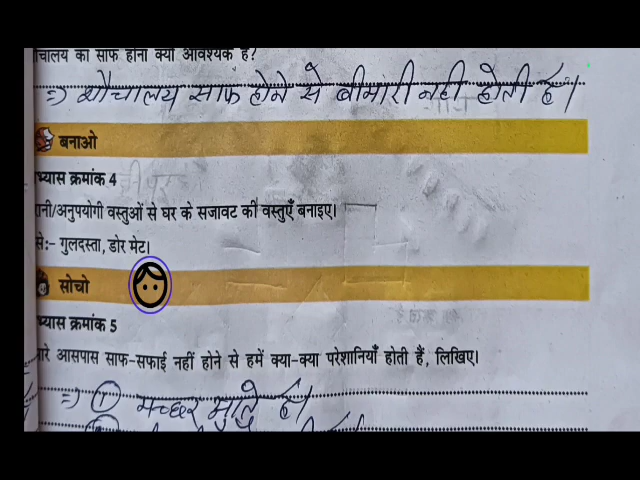 चालय का साफ होना क्यों आवश्यक है?
=> शौचालय साफ होने से बीमारी नही होती है।
बनाओ
भ्यास क्रमांक 4
रानी/अनुपयोगी वस्तुओं से घर के सजावट की वस्तुएँ बनाइए।
से:- गुलदस्ता, डोर मेट।
सोचो
भ्यास क्रमांक 5
मारे आसपास साफ-सफाई नहीं होने से हमें क्या-क्या परेशानियाँ होती हैं, लिखिए।
=> ① मच्छर हैं।